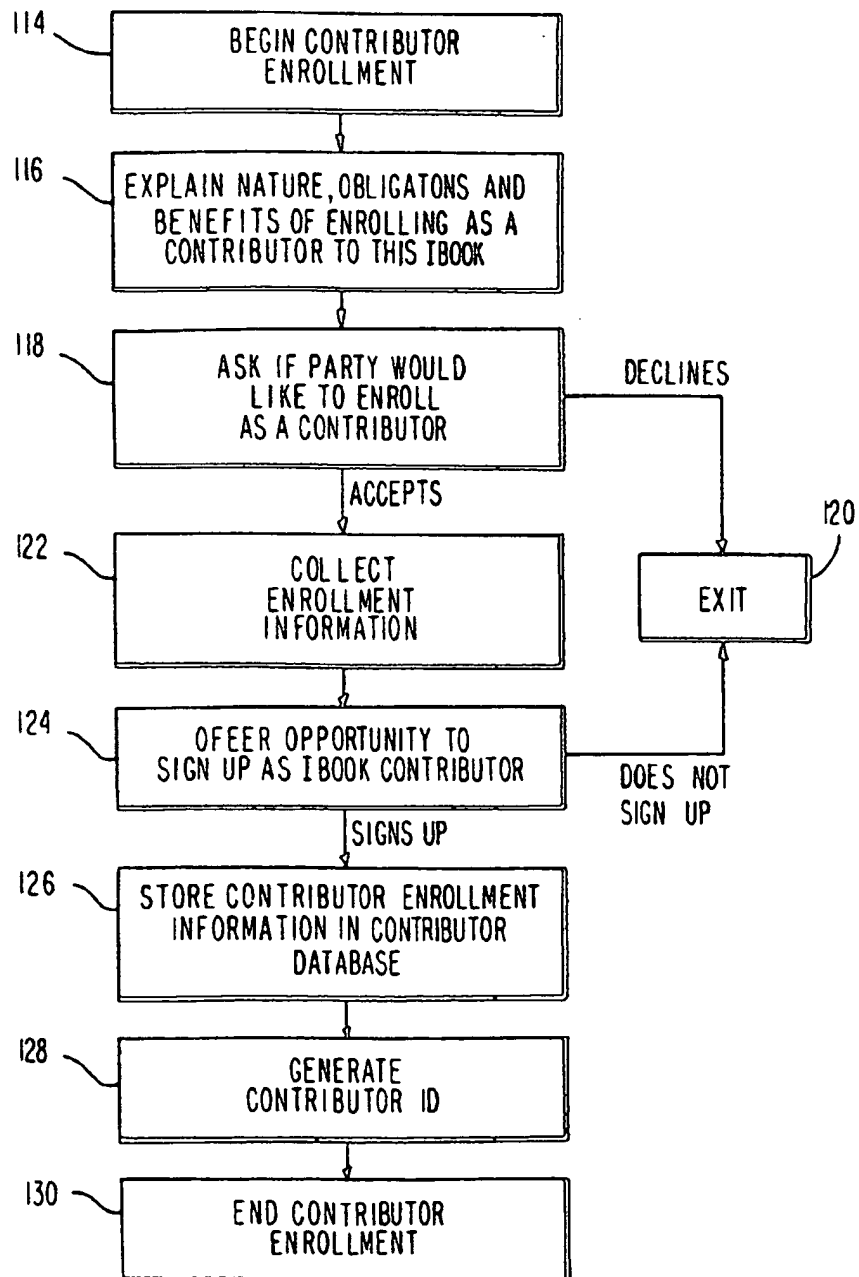 114
BEGIN CONTRIBUTOR
ENROLLMENT
116
EXPLAIN NATURE, OBLIGATONS AND
BENEFITS OF ENROLLING AS A
CONTRIBUTOR TO THIS IBOOK
118
ASK IF PARTY WOULD
LIKE TO ENROLL
AS A CONTRIBUTOR
DECLINES
ACCEPTS
120
EXIT
122
COLLECT
ENROLLMENT
INFORMATION
124
OFEER OPPORTUNITY TO
SIGN UP AS IBOOK CONTRIBUTOR
DOES NOT
SIGN UP
SIGNS UP
126
STORE CONTRIBUTOR ENROLLMENT
INFORMATION IN CONTRIBUTOR
DATABASE
128
GENERATE
CONTRIBUTOR ID
130
END CONTRIBUTOR
ENROLLMENT